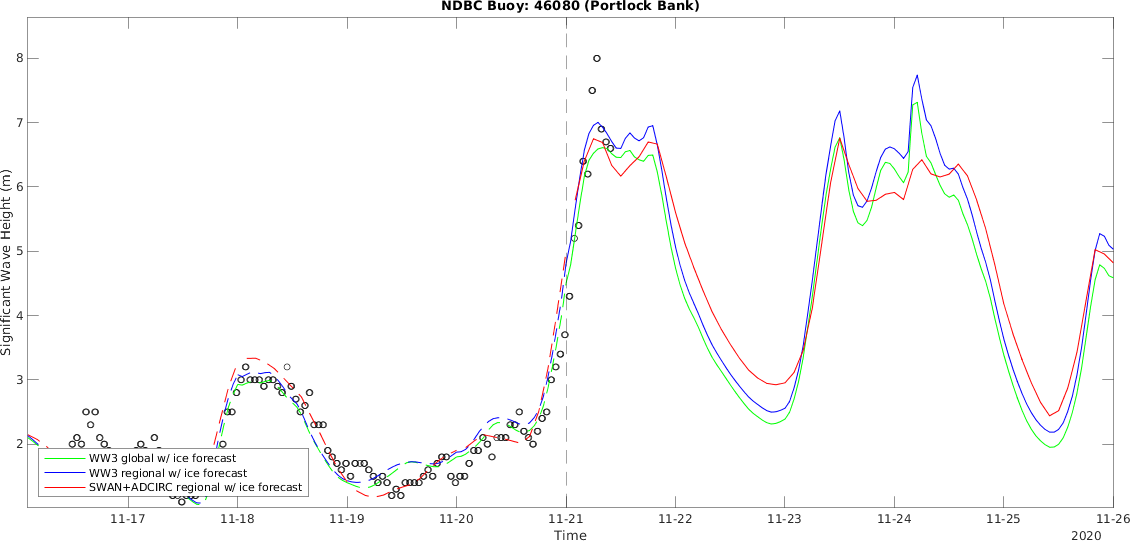 NDBC Buoy: 46080 (Portlock Bank)
Significant Wave Height (m)
8
7
6
5
4
3
2
WW3 global w/ ice forecast
WW3 regional w/ ice forecast
SWAN+ADCIRC regional w/ ice forecast
11-17 11-18 11-19 11-20 11-21 11-22 11-23 11-24 11-25 11-26
Time
2020